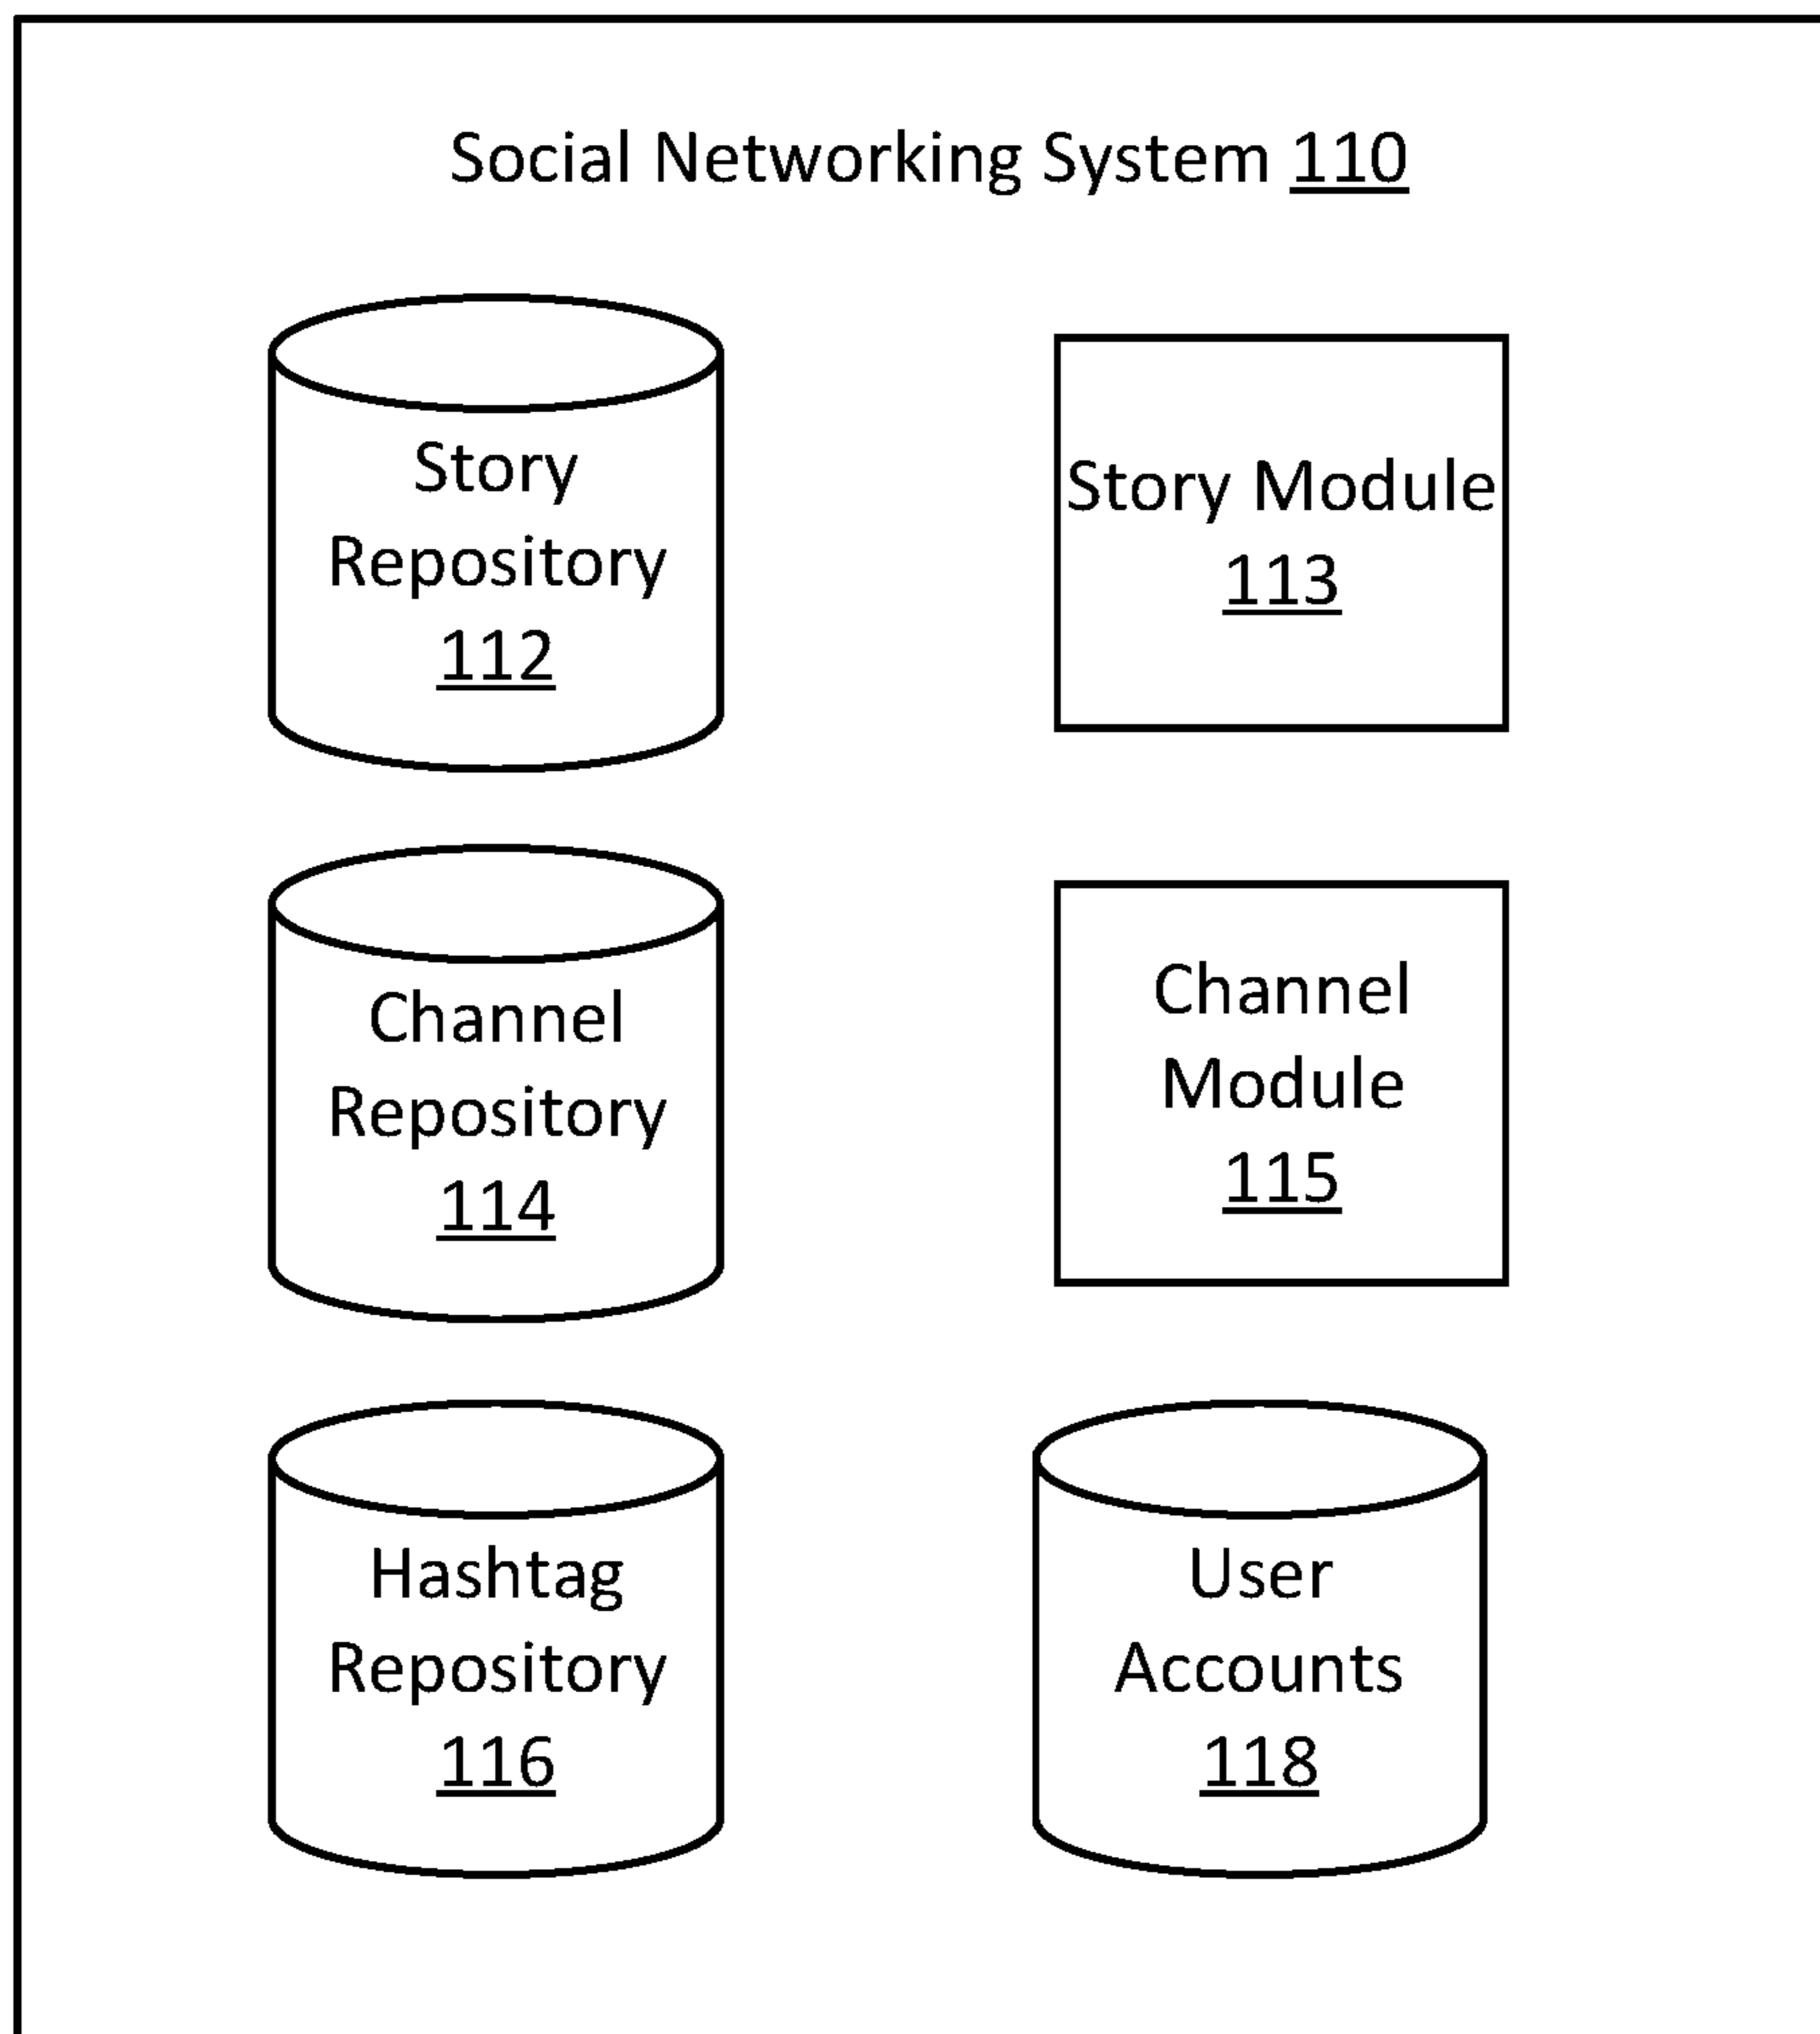 Social Networking System 110
Story
Repository
112
Story Module
113
Channel
Repository
114
Channel
Module
115
Hashtag
Repository
116
User
Accounts
118